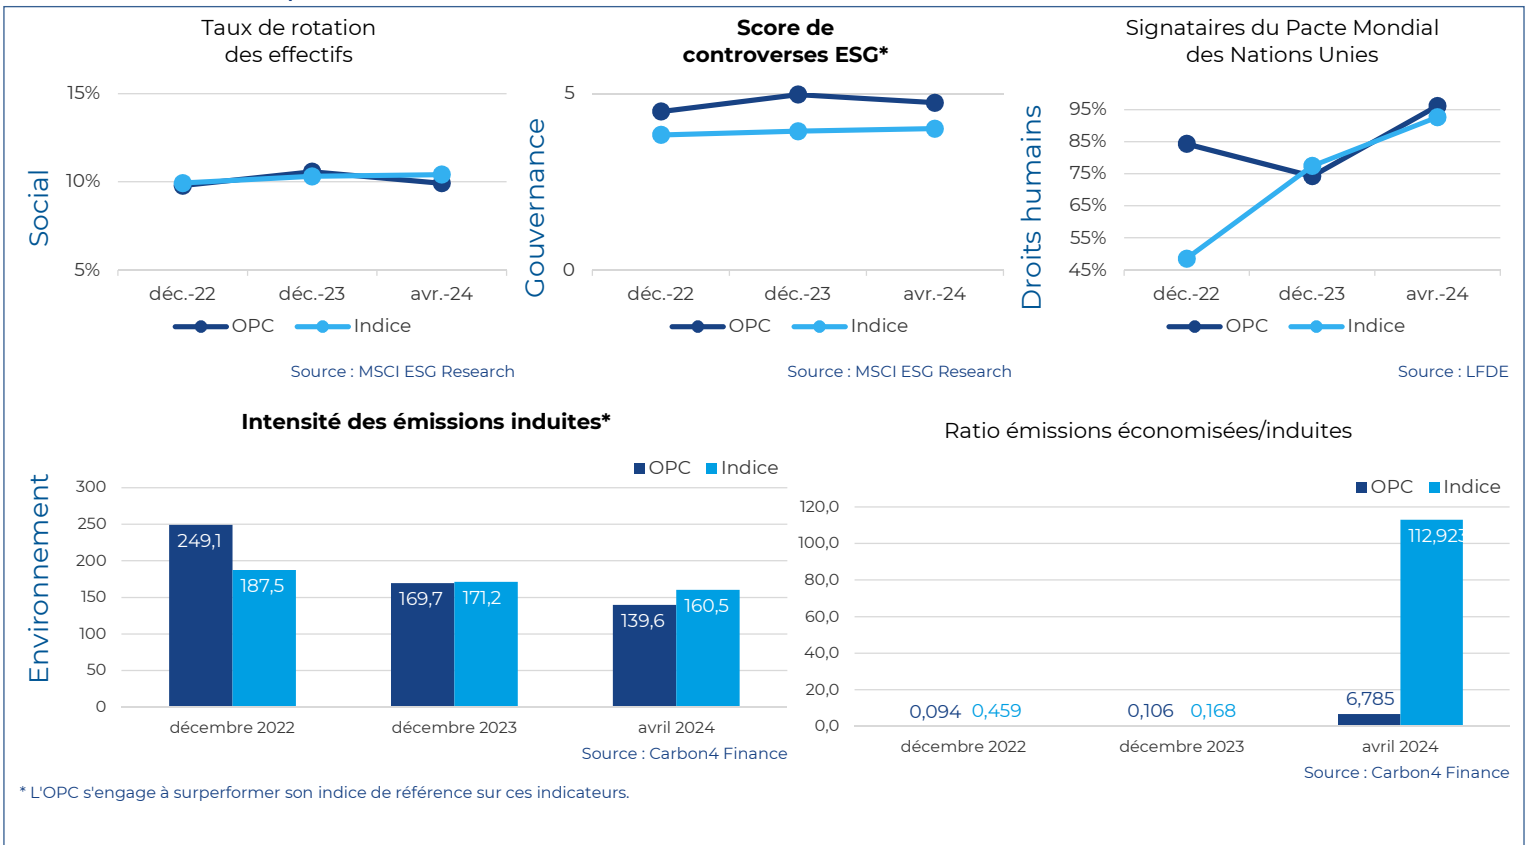 Taux de rotation
des effectifs
Social
15%
10%
5%
déc.-22 déc.-23 avr.-24
OPC Indice
Source : MSCI ESG Research
Score de
controverses ESG*
Gouvernance
5
0
déc.-22 déc.-23 avr.-24
OPC Indice
Source : MSCI ESG Research
Signataires du Pacte Mondial
des Nations Unies
Droits humains
95%
85%
75%
65%
55%
45%
déc.-22 déc.-23 avr.-24
OPC Indice
Source : LFDE
Intensité des émissions induites*
Environnement
OPC Indice
300
250
200
150
100
50
0
249,1 187,5 169,7 171,2 139,6 160,5
décembre 2022 décembre 2023 avril 2024
Source : Carbon4 Finance
Ratio émissions économisées/induites
OPC Indice
120,0
100,0
80,0
60,0
40,0
20,0
0,0
0,094 0,459 0,106 0,168 6,785 112,923
décembre 2022 décembre 2023 avril 2024
Source : Carbon4 Finance
* L'OPC s'engage à surperformer son indice de référence sur ces indicateurs.